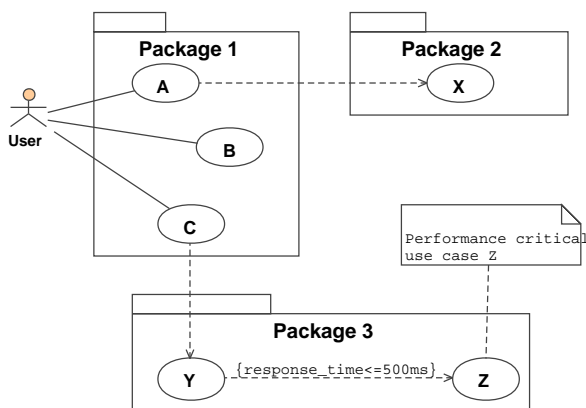 Package 1
Package 2
A
X
User
B
C
Performance critical
use case Z
Package 3
Y
{response_time<=500ms}
Z